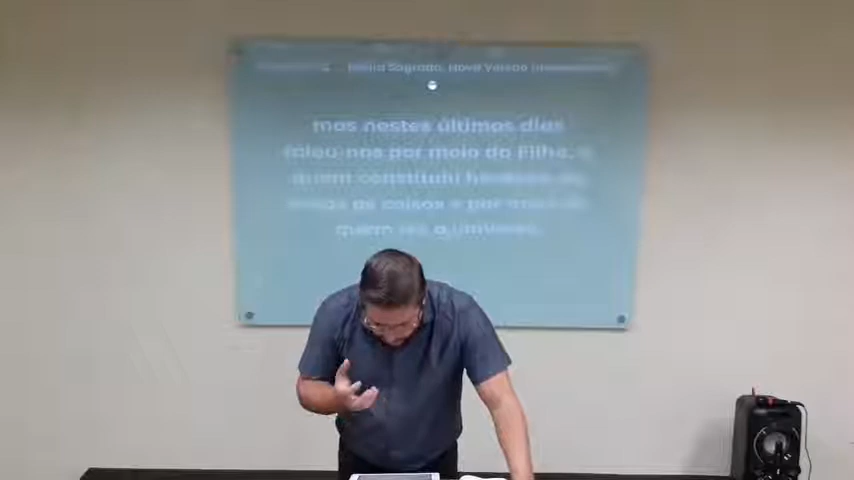 Bíblia Sagrada, Nova Versão
mas nestes últimos dias
falou-nos por meio do Filho, a
quem constituiu herdeiro de
todas as coisas e por meio de
quem fez o universo.